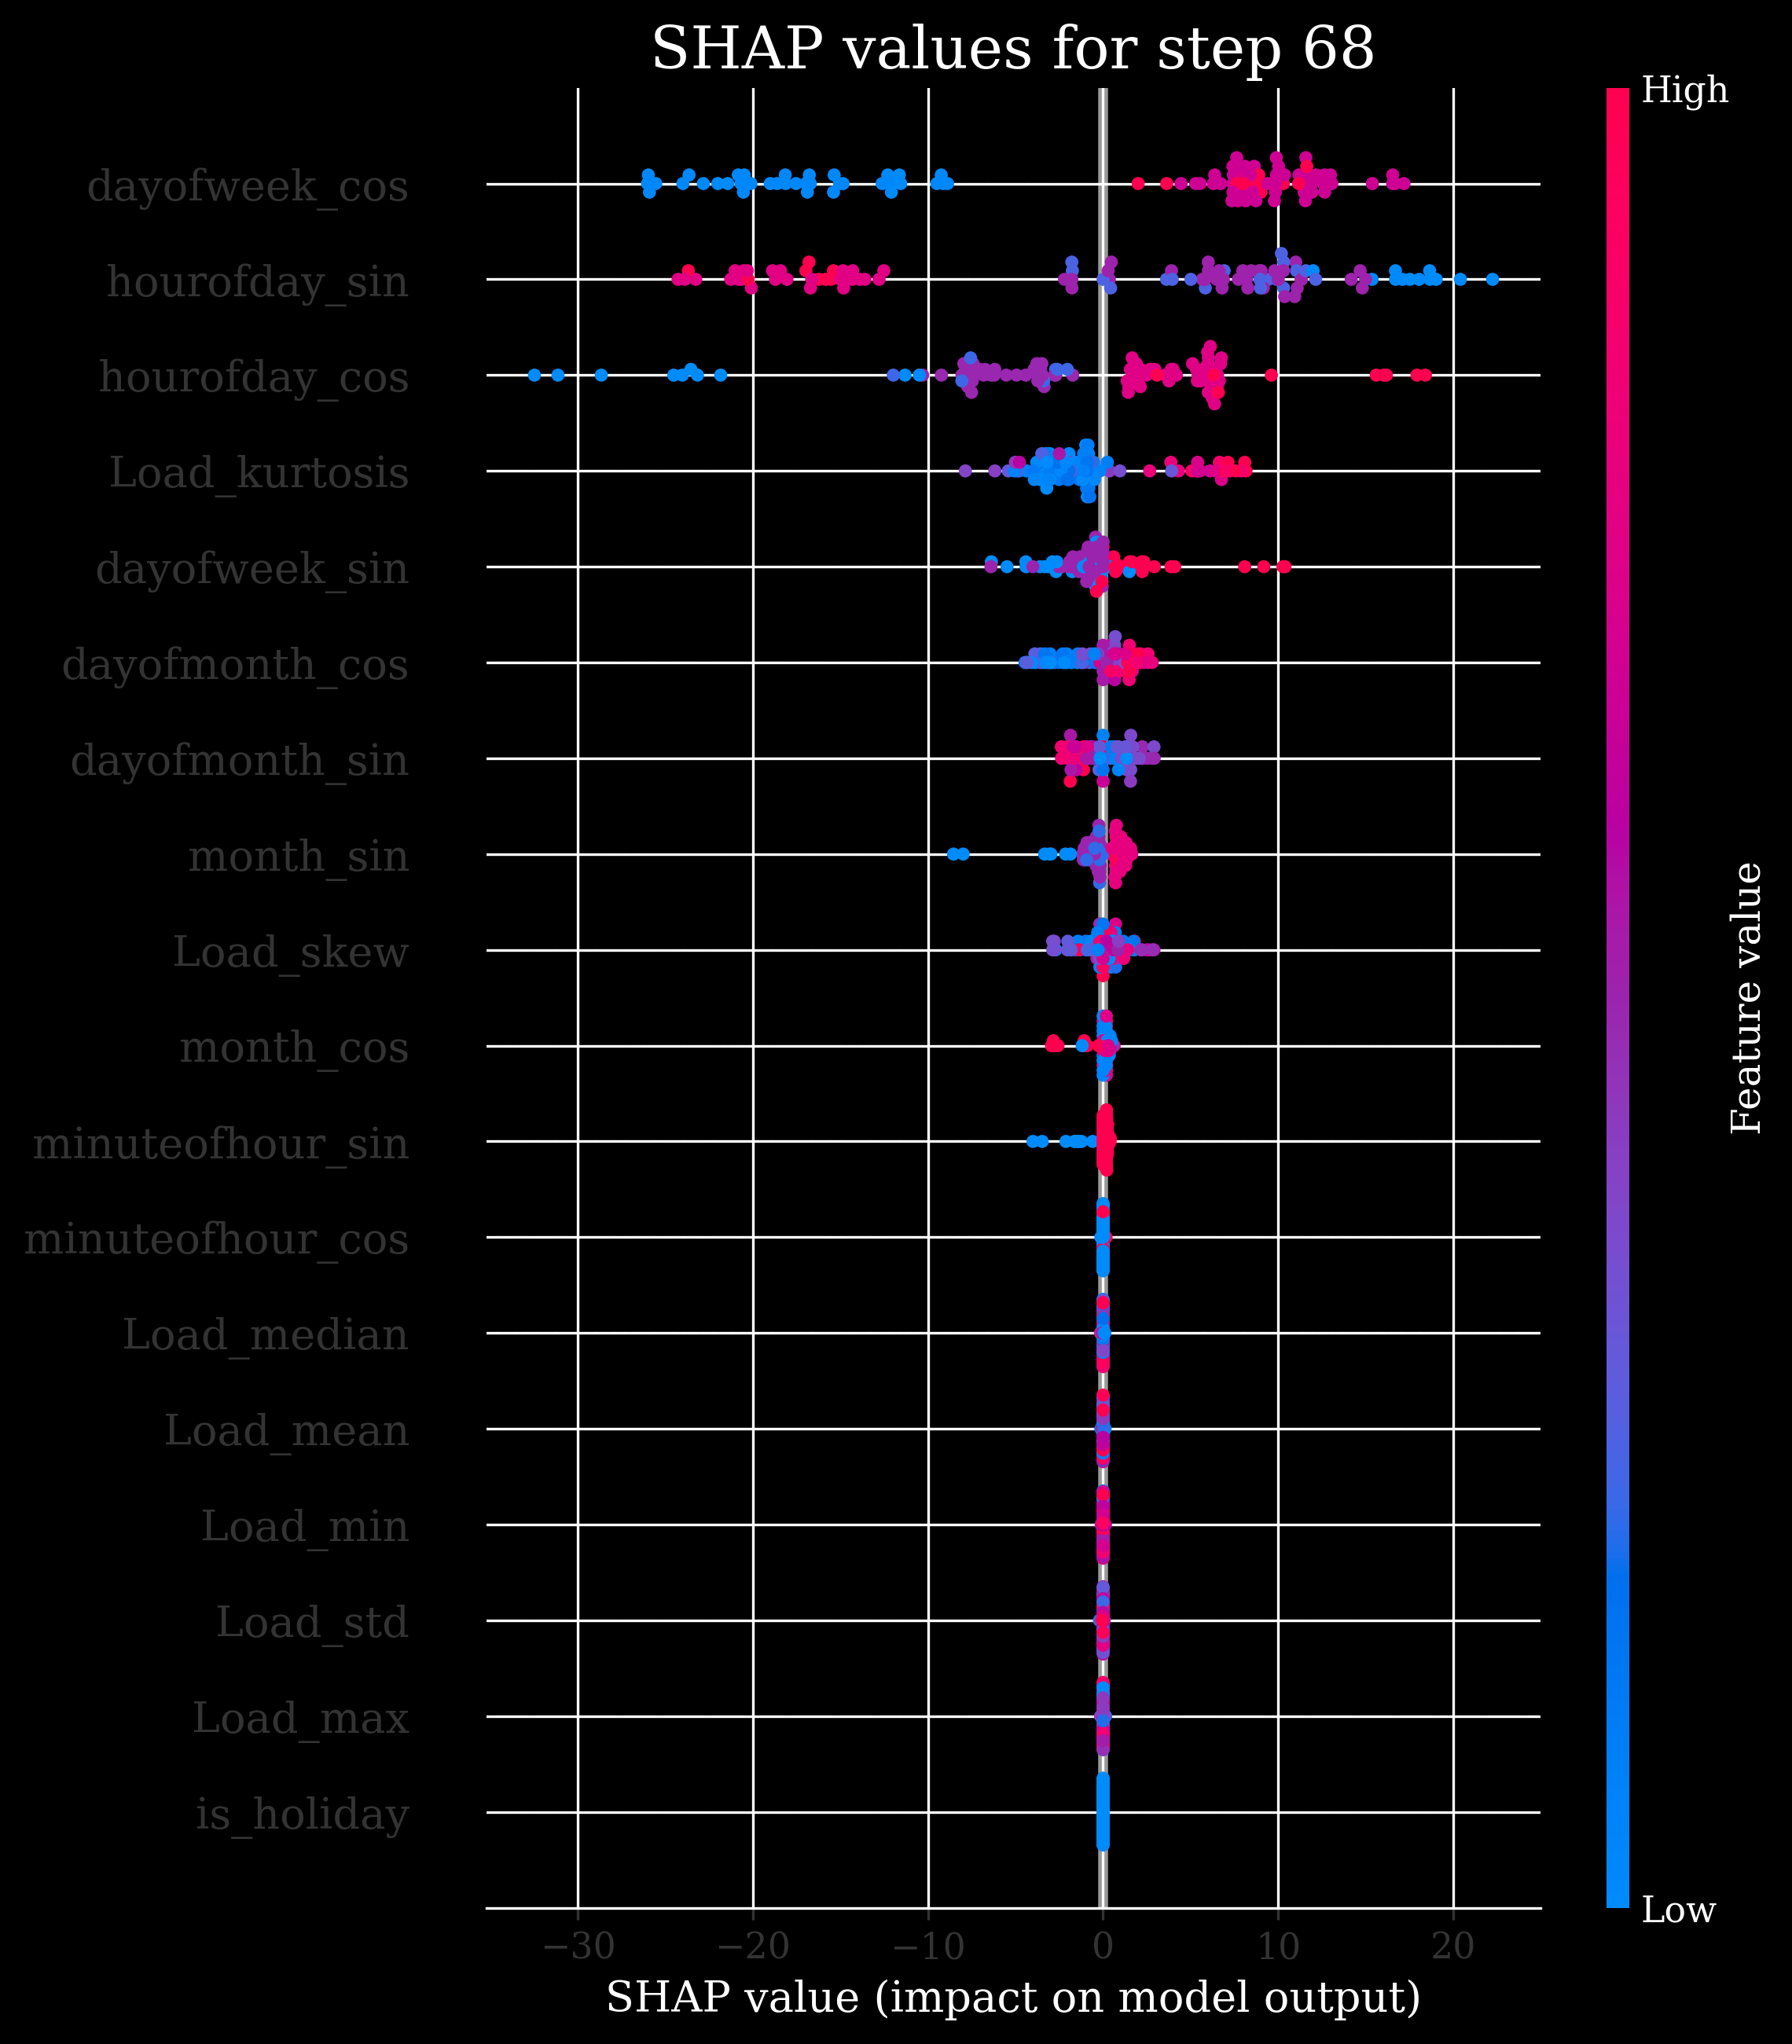 SHAP values for step 68
High
dayofweek_cos
hourofday_sin
hourofday_cos
Load_kurtosis
dayofweek_sin
dayofmonth_cos
dayofmonth_sin
month_sin
Load_skew
month_cos
minuteofhour_sin
minuteofhour_cos
Load_median
Load_mean
Load_min
Load_std
Load_max
is_holiday
Feature value
Low
−30 −20 −10 0 10 20
SHAP value (impact on model output)